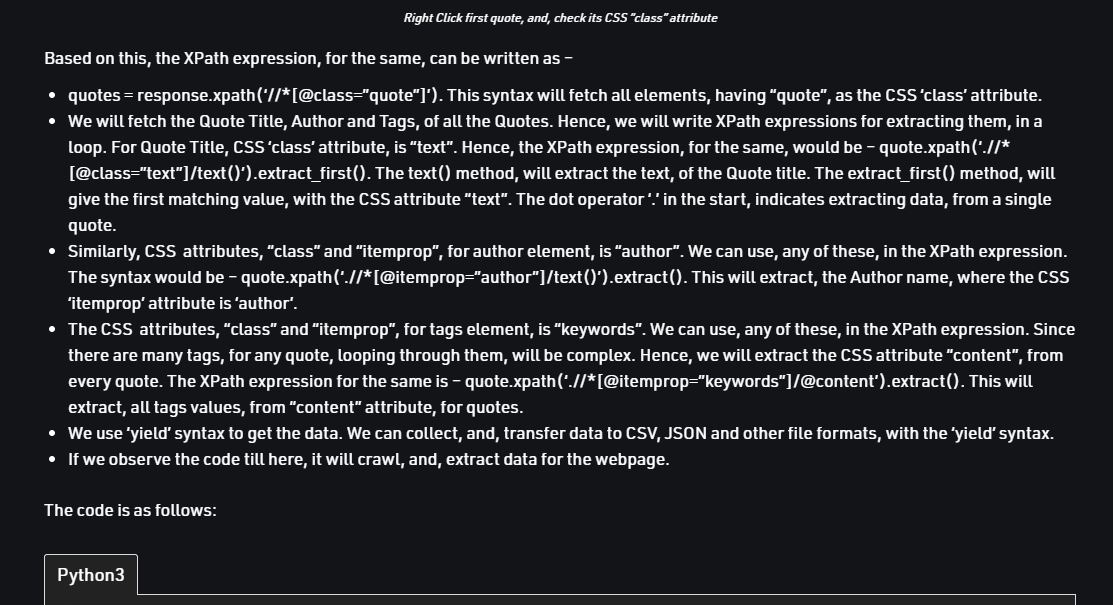 Right Click first quote, and, check its CSS “class” attribute
Based on this, the XPath expression, for the same, can be written as –
• quotes = response.xpath(‘//*[@class=”quote”]’). This syntax will fetch all elements, having “quote”, as the CSS ‘class’ attribute.
• We will fetch the Quote Title, Author and Tags, of all the Quotes. Hence, we will write XPath expressions for extracting them, in a
loop. For Quote Title, CSS ‘class’ attribute, is “text”. Hence, the XPath expression, for the same, would be – quote.xpath(‘.//*
[@class=”text”]/text()’).extract_first(). The text() method, will extract the text, of the Quote title. The extract_first() method, will
give the first matching value, with the CSS attribute “text”. The dot operator ‘.’ in the start, indicates extracting data, from a single
quote.
• Similarly, CSS  attributes, “class” and “itemprop”, for author element, is “author”. We can use, any of these, in the XPath expression.
The syntax would be – quote.xpath(‘.//*[@itemprop=”author”]/text()’).extract(). This will extract, the Author name, where the CSS
‘itemprop’ attribute is ‘author’.
• The CSS  attributes, “class” and “itemprop”, for tags element, is “keywords”. We can use, any of these, in the XPath expression. Since
there are many tags, for any quote, looping through them, will be complex. Hence, we will extract the CSS attribute “content”, from
every quote. The XPath expression for the same is – quote.xpath(‘.//*[@itemprop=”keywords”]/@content’).extract(). This will
extract, all tags values, from “content” attribute, for quotes.
• We use ‘yield’ syntax to get the data. We can collect, and, transfer data to CSV, JSON and other file formats, with the ‘yield’ syntax.
• If we observe the code till here, it will crawl, and, extract data for the webpage.
The code is as follows:
Python3